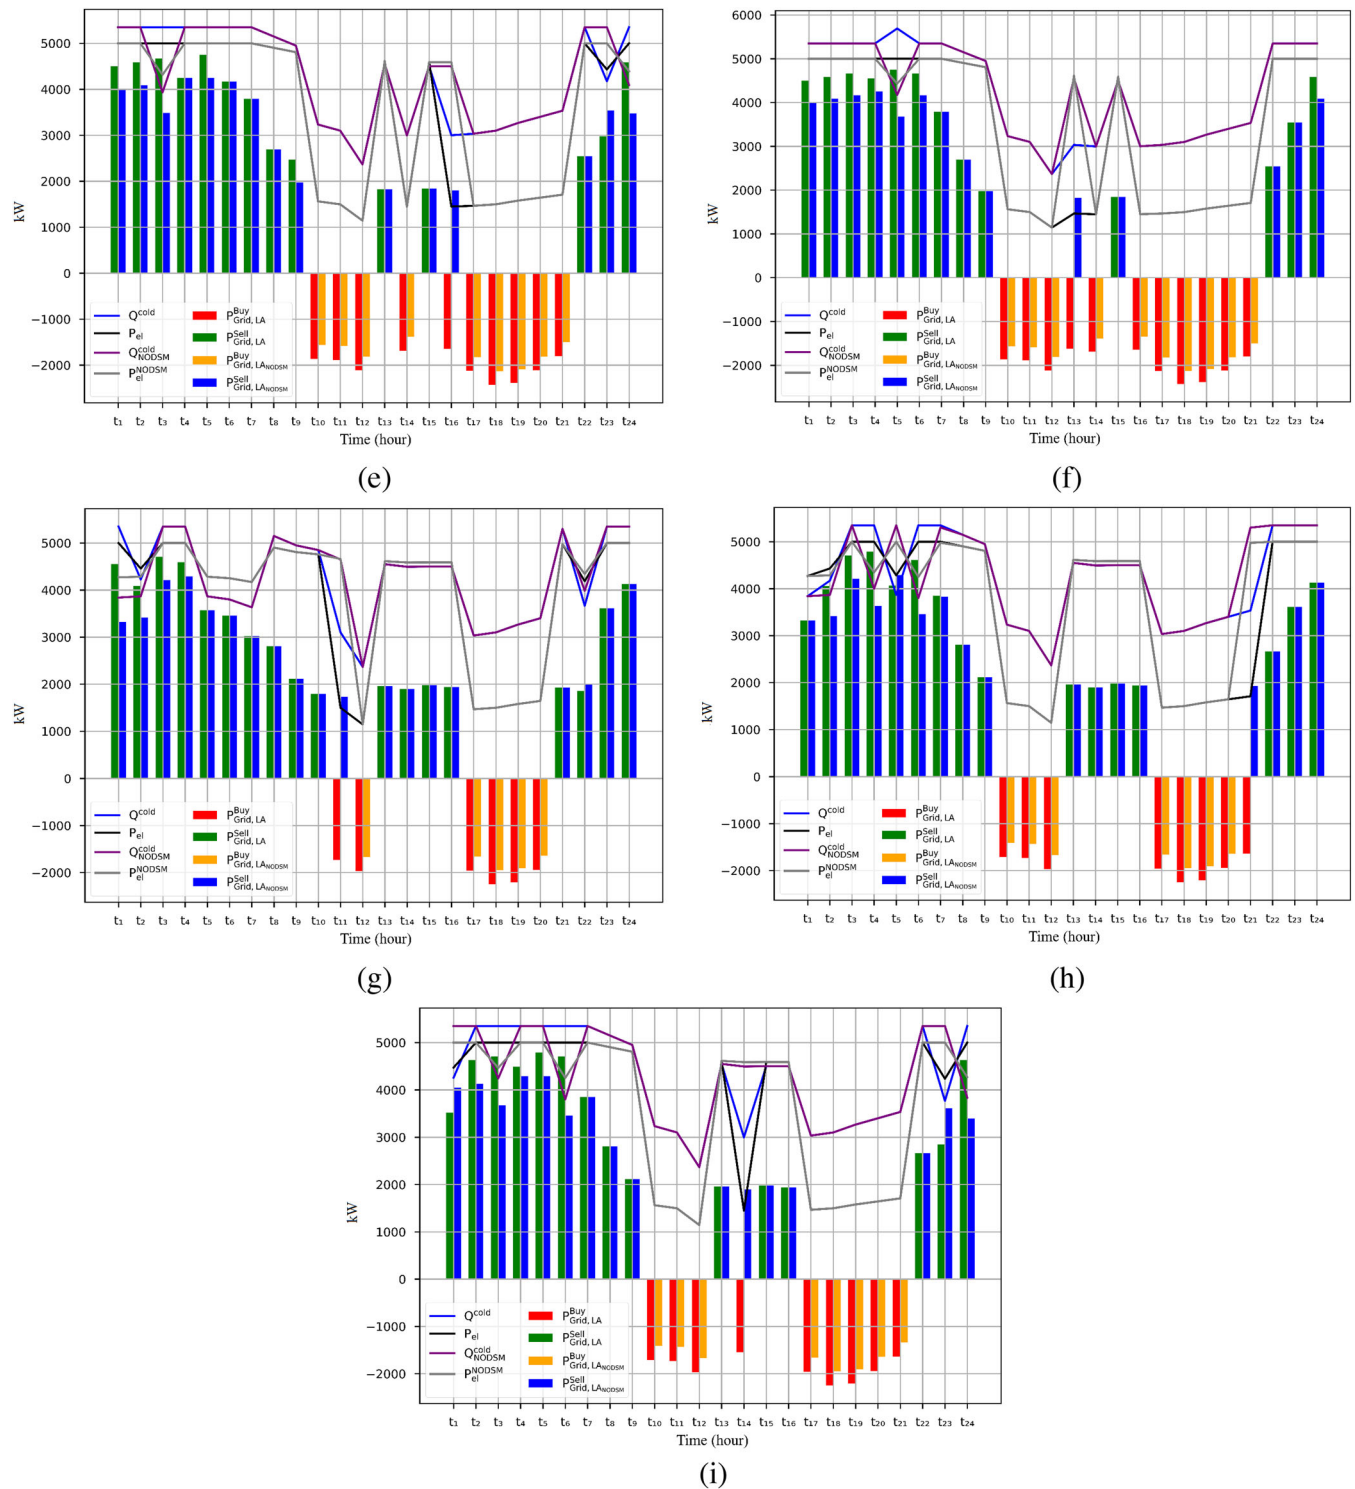 5000
4000
3000
2000
1000
0
−1000
−2000
kW
Q^cold
P_el
Q^cold_NODSM
P^NODSM_el
P^Buy_Grid, LA
P^Sell_Grid, LA
P^Buy_Grid, LA_NODSM
P^Sell_Grid, LA_NODSM
t₁ t₂ t₃ t₄ t₅ t₆ t₇ t₈ t₉ t₁₀ t₁₁ t₁₂ t₁₃ t₁₄ t₁₅ t₁₆ t₁₇ t₁₈ t₁₉ t₂₀ t₂₁ t₂₂ t₂₃ t₂₄
Time (hour)
(e)
6000
5000
4000
3000
2000
1000
0
−1000
−2000
kW
Q^cold
P_el
Q^cold_NODSM
P^NODSM_el
P^Buy_Grid, LA
P^Sell_Grid, LA
P^Buy_Grid, LA_NODSM
P^Sell_Grid, LA_NODSM
t₁ t₂ t₃ t₄ t₅ t₆ t₇ t₈ t₉ t₁₀ t₁₁ t₁₂ t₁₃ t₁₄ t₁₅ t₁₆ t₁₇ t₁₈ t₁₉ t₂₀ t₂₁ t₂₂ t₂₃ t₂₄
Time (hour)
(f)
5000
4000
3000
2000
1000
0
−1000
−2000
kW
Q^cold
P_el
Q^cold_NODSM
P^NODSM_el
P^Buy_Grid, LA
P^Sell_Grid, LA
P^Buy_Grid, LA_NODSM
P^Sell_Grid, LA_NODSM
t₁ t₂ t₃ t₄ t₅ t₆ t₇ t₈ t₉ t₁₀ t₁₁ t₁₂ t₁₃ t₁₄ t₁₅ t₁₆ t₁₇ t₁₈ t₁₉ t₂₀ t₂₁ t₂₂ t₂₃ t₂₄
Time (hour)
(g)
5000
4000
3000
2000
1000
0
−1000
−2000
kW
Q^cold
P_el
Q^cold_NODSM
P^NODSM_el
P^Buy_Grid, LA
P^Sell_Grid, LA
P^Buy_Grid, LA_NODSM
P^Sell_Grid, LA_NODSM
t₁ t₂ t₃ t₄ t₅ t₆ t₇ t₈ t₉ t₁₀ t₁₁ t₁₂ t₁₃ t₁₄ t₁₅ t₁₆ t₁₇ t₁₈ t₁₉ t₂₀ t₂₁ t₂₂ t₂₃ t₂₄
Time (hour)
(h)
5000
4000
3000
2000
1000
0
−1000
−2000
kW
Q^cold
P_el
Q^cold_NODSM
P^NODSM_el
P^Buy_Grid, LA
P^Sell_Grid, LA
P^Buy_Grid, LA_NODSM
P^Sell_Grid, LA_NODSM
t₁ t₂ t₃ t₄ t₅ t₆ t₇ t₈ t₉ t₁₀ t₁₁ t₁₂ t₁₃ t₁₄ t₁₅ t₁₆ t₁₇ t₁₈ t₁₉ t₂₀ t₂₁ t₂₂ t₂₃ t₂₄
Time (hour)
(i)